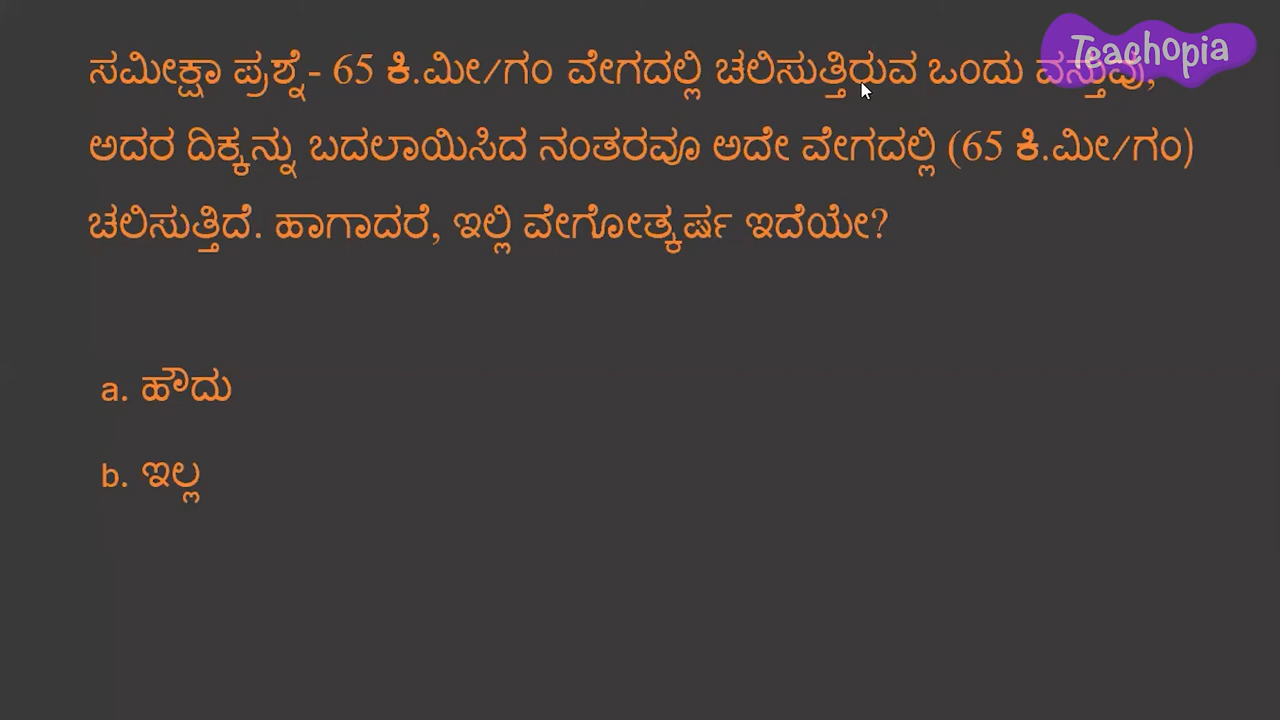 Teachopia
ಸಮೀಕ್ಷಾ ಪ್ರಶ್ನೆ- 65 ಕಿ.ಮೀ/ಗಂ ವೇಗದಲ್ಲಿ ಚಲಿಸುತ್ತಿರುವ ಒಂದು ವಸ್ತುವು,
ಅದರ ದಿಕ್ಕನ್ನು ಬದಲಾಯಿಸಿದ ನಂತರವೂ ಅದೇ ವೇಗದಲ್ಲಿ (65 ಕಿ.ಮೀ/ಗಂ)
ಚಲಿಸುತ್ತಿದೆ. ಹಾಗಾದರೆ, ಇಲ್ಲಿ ವೇಗೋತ್ಕರ್ಷ ಇದೆಯೇ?
a. ಹೌದು
b. ಇಲ್ಲ